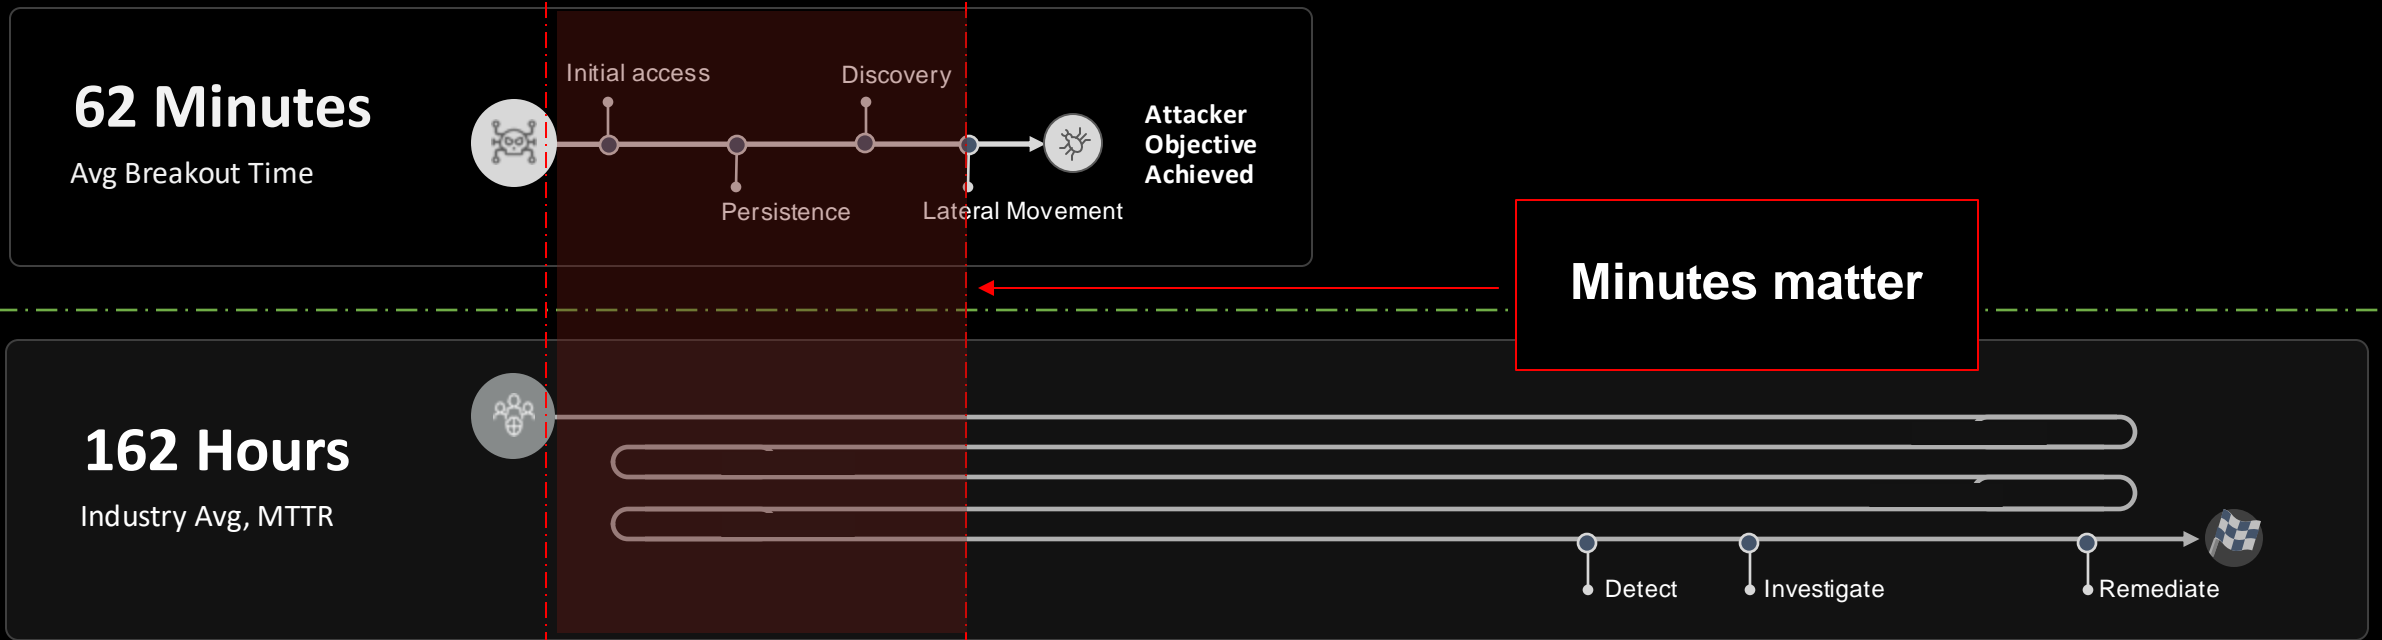 62 Minutes
Avg Breakout Time
Initial access
Discovery
Persistence
Lateral Movement
Attacker
Objective
Achieved
Minutes matter
162 Hours
Industry Avg, MTTR
Detect
Investigate
Remediate